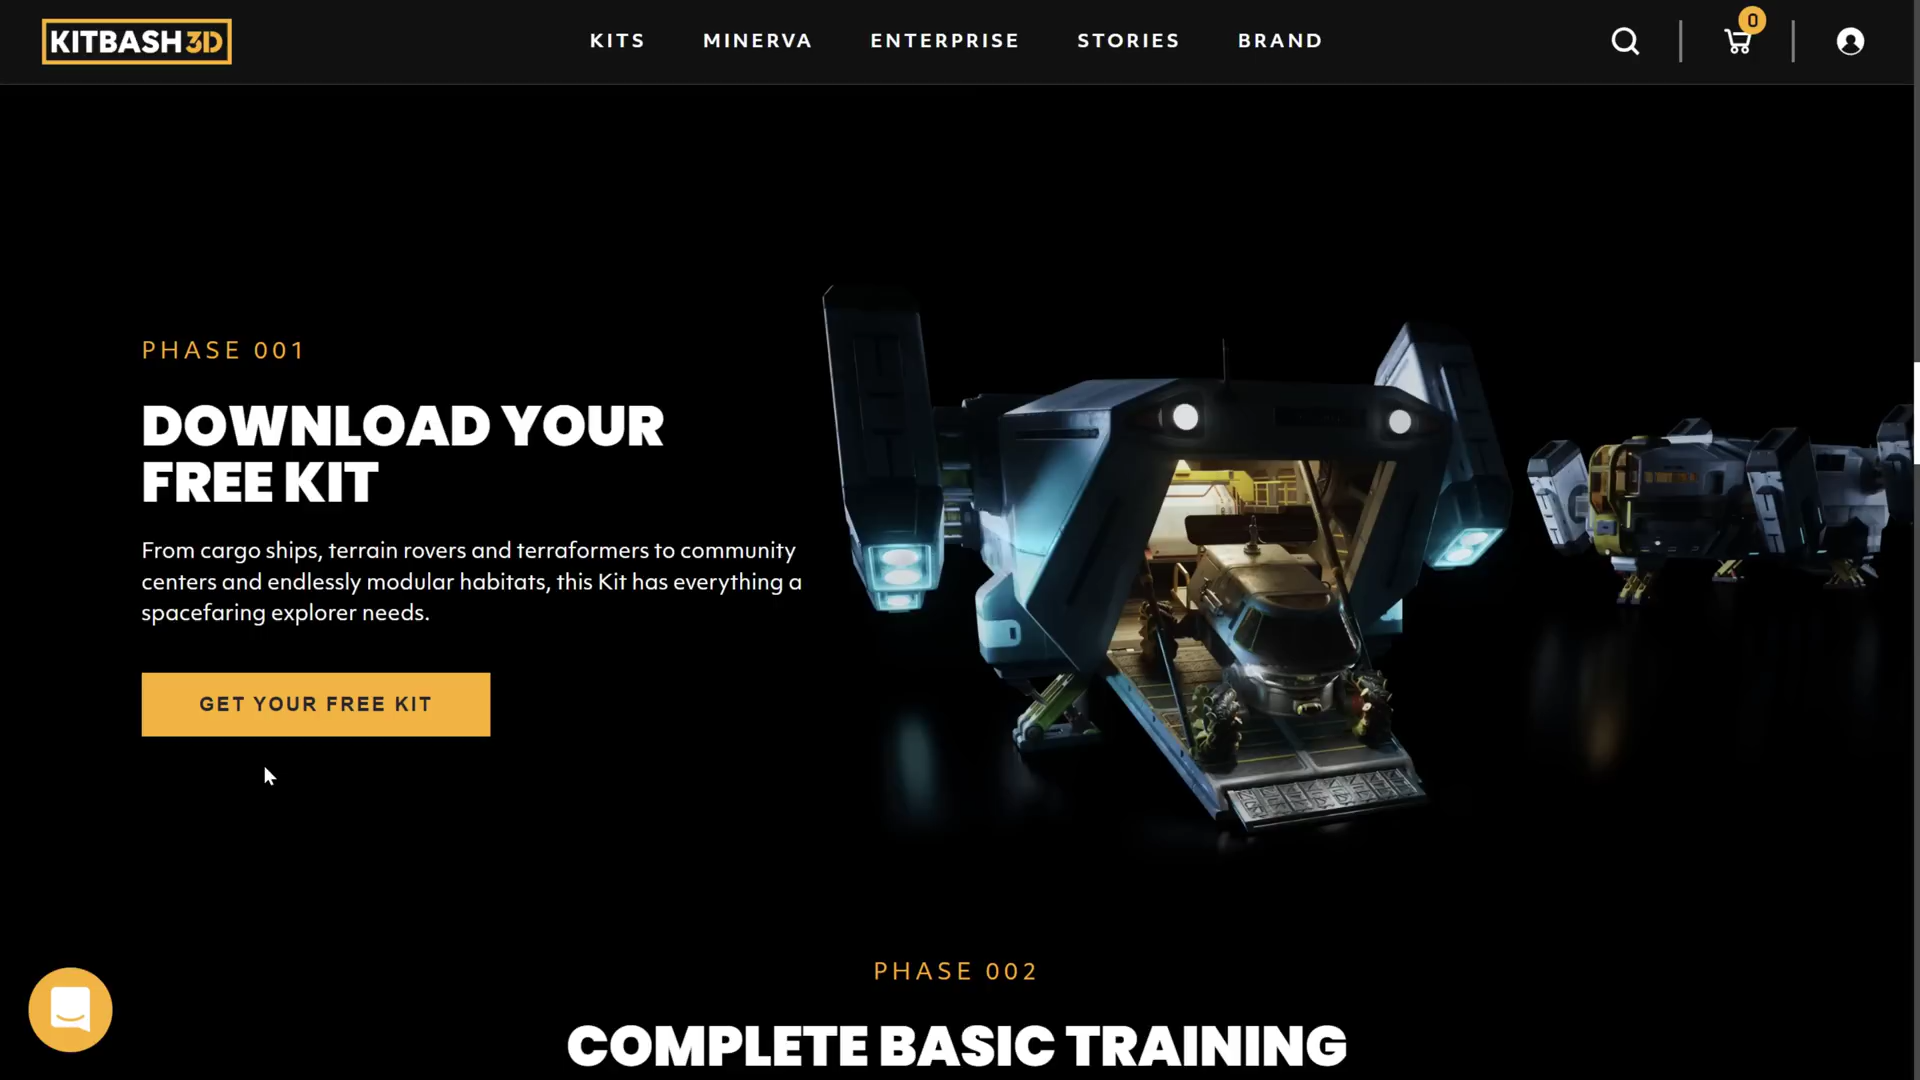 KITBASH3D
KITS
MINERVA
ENTERPRISE
STORIES
BRAND
0
PHASE 001
DOWNLOAD YOUR
FREE KIT
From cargo ships, terrain rovers and terraformers to community
centers and endlessly modular habitats, this Kit has everything a
spacefaring explorer needs.
GET YOUR FREE KIT
PHASE 002
COMPLETE BASIC TRAINING